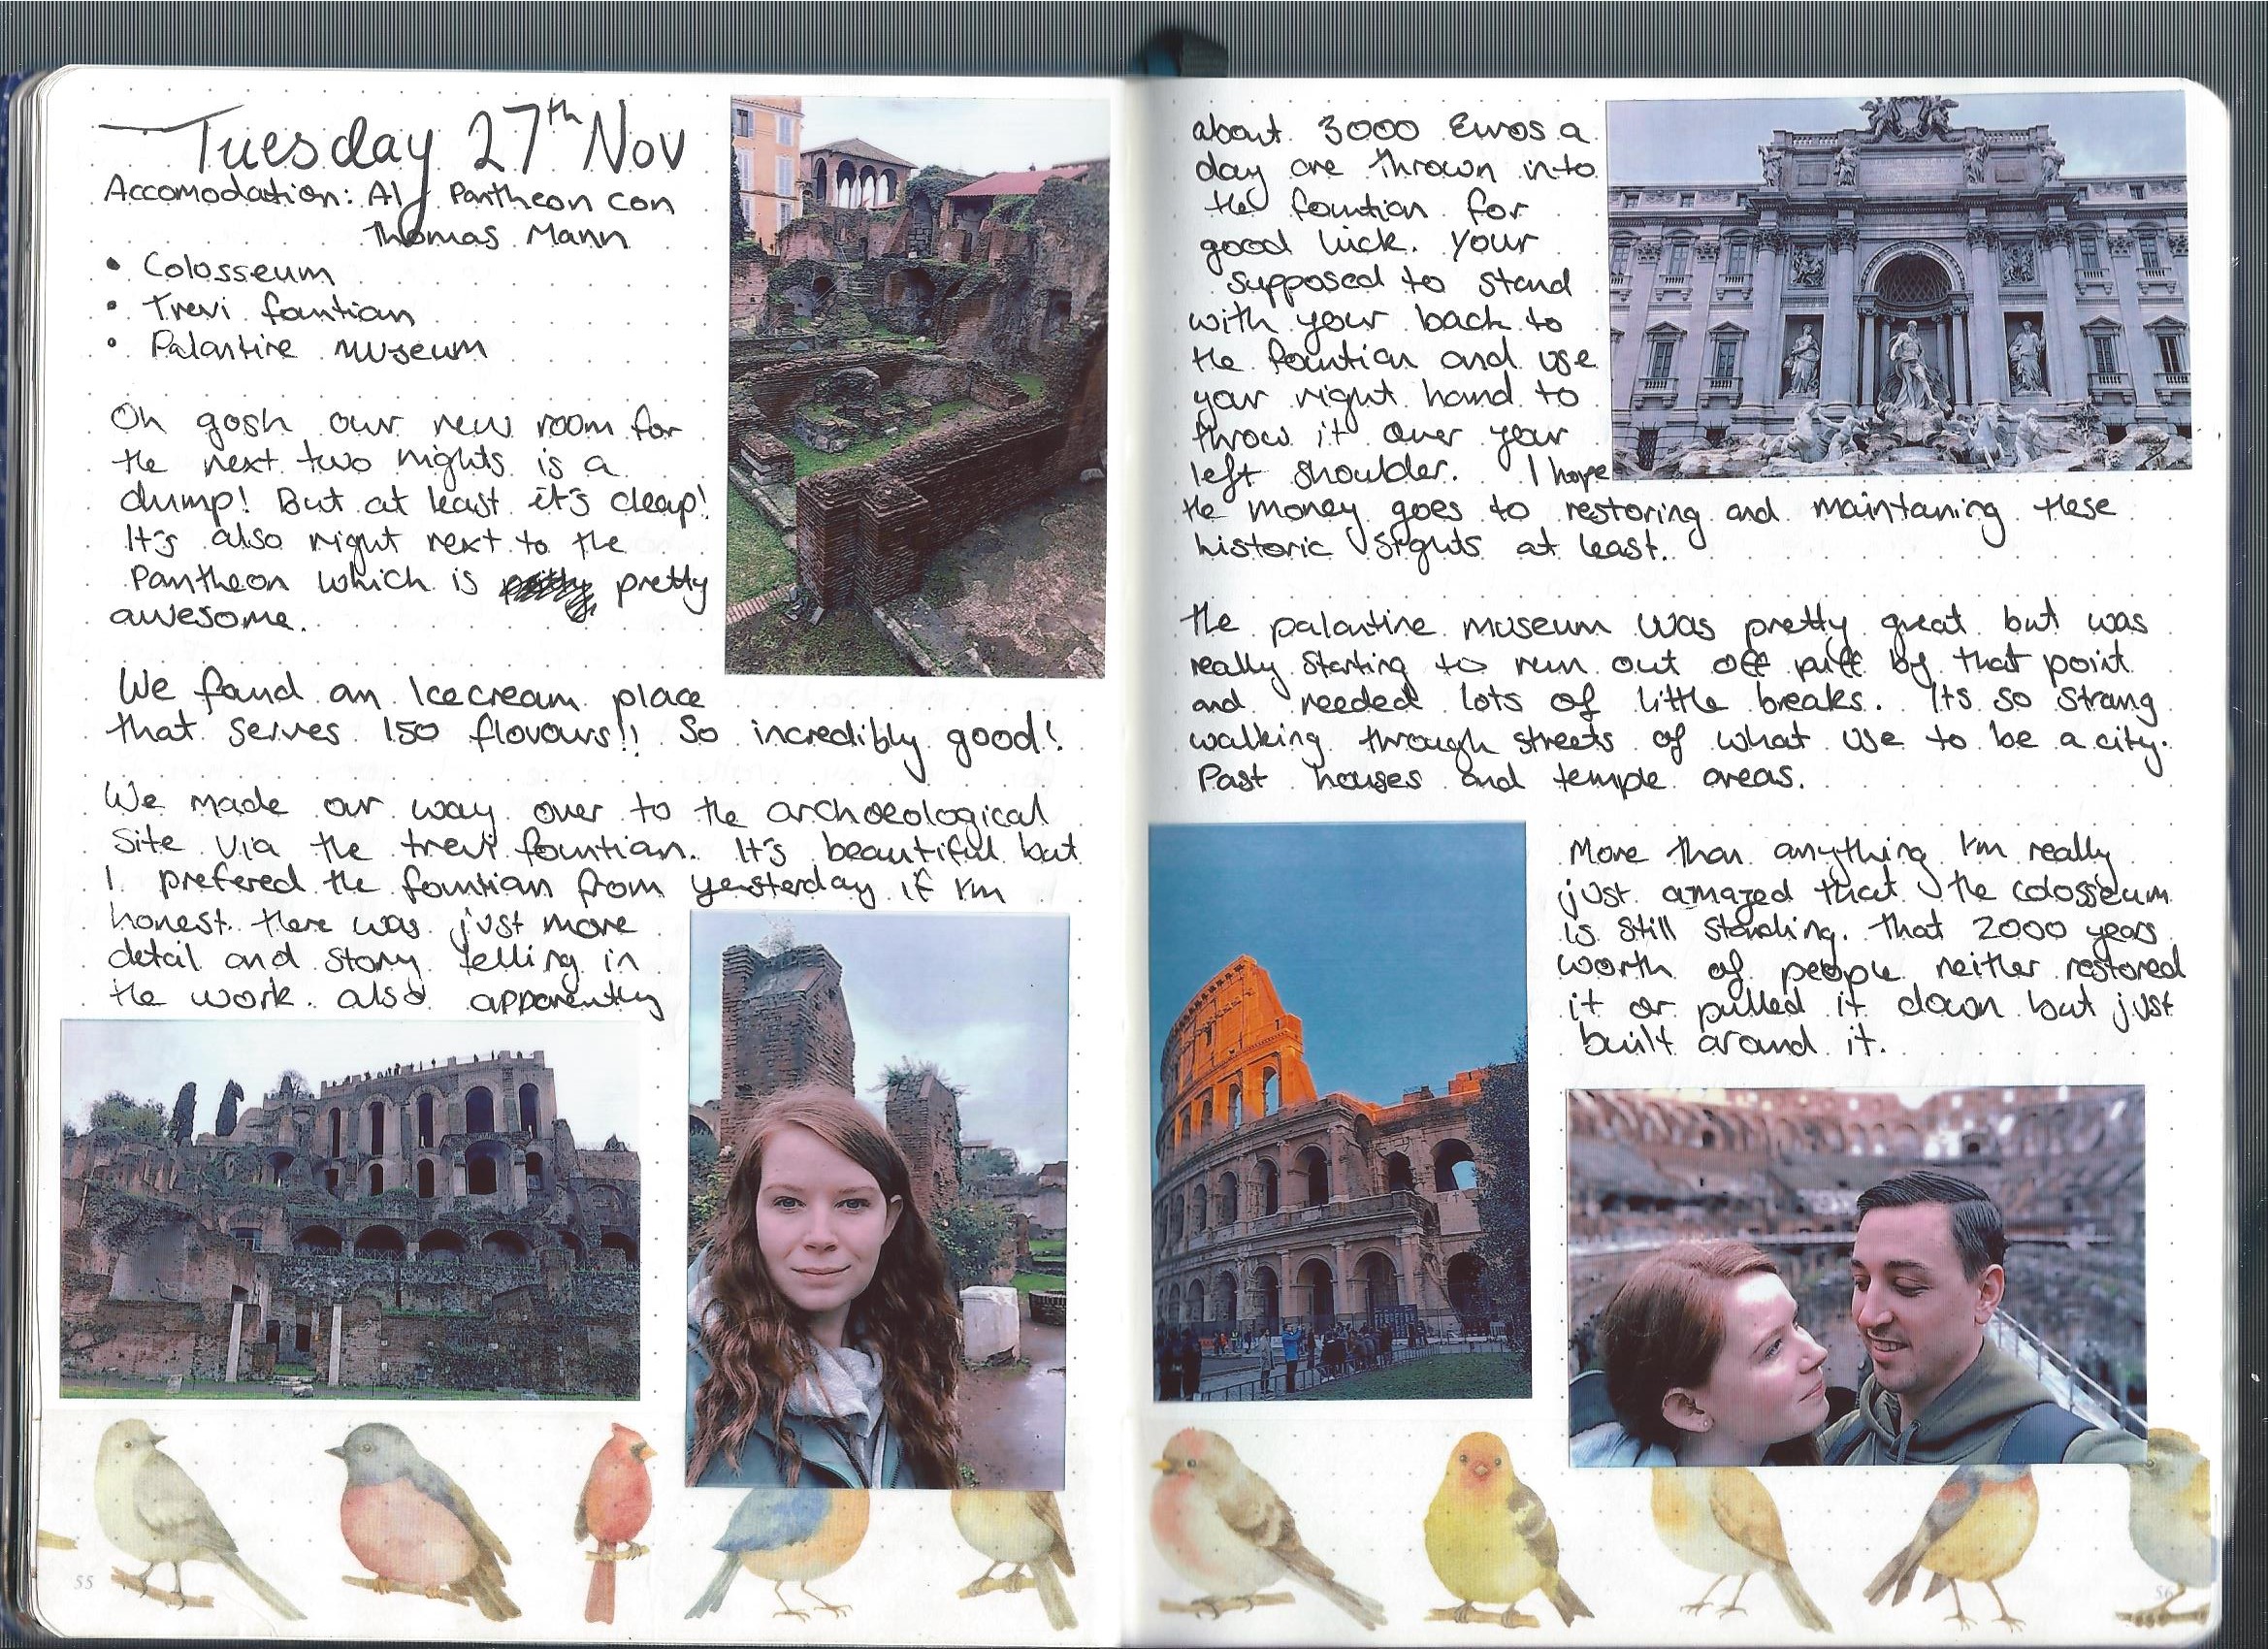 Tuesday 27th Nov
Accomodation: Al Pantheon con
Thomas Mann
• Colosseum
• Trevi fountian
• Palantine museum
Oh gosh our new room for
the next two nights is a
dump! But at least it's cleap!
It's also right next to the
Pantheon which is pretty
awesome.
We found an Icecream place
that serves 150 flovours!! So incredibly good!
We made our way over to the archaeological
site via the trevi fountian. It's beautiful but
I prefered the fountian from yesterday if I'm
honest. there was just more
detail and story telling in
the work. also apparently
about 3000 Euros a
day are thrown into
the fountian for
good luck. your
supposed to stand
with your back to
the fountian and use
your right hand to
throw it over your
left shoulder. I hope
the money goes to restoring and maintaning these
historic sights at least.
The palantine museum was pretty great but was
really starting to run out off puff by that point
and needed lots of little breaks. Its so strang
walking through streets of what use to be a city.
Past houses and temple areas.
More than anything I'm really
just amazed that the colosseum
is still standing. that 2000 years
worth of people neither restored
it or pulled it down but just
built around it.
55
56